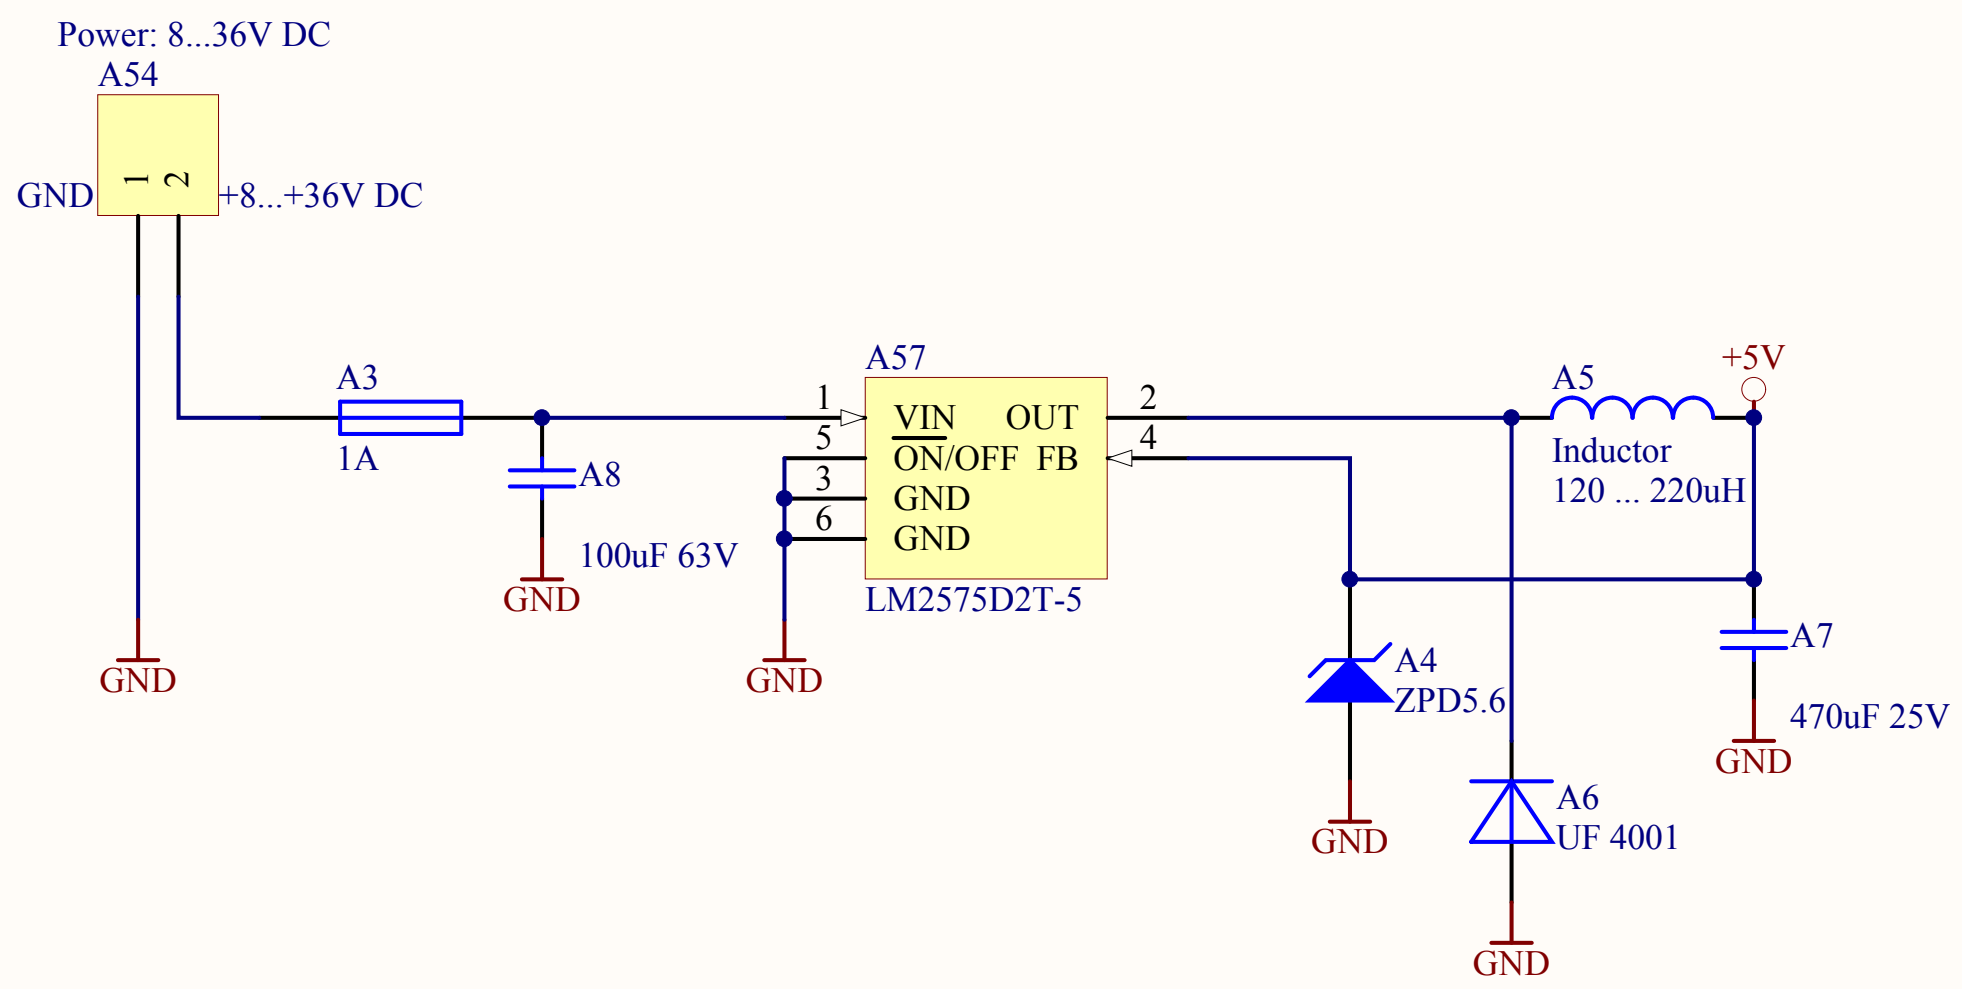 Power: 8...36V DC
A54
1
2
GND
+8...+36V DC
A3
1A
A8
100uF 63V
GND
GND
A57
1
5
3
6
VIN
ON/OFF
GND
GND
OUT
FB
2
4
LM2575D2T-5
GND
A5
Inductor
120 ... 220uH
+5V
A4
ZPD5.6
GND
A6
UF 4001
GND
A7
470uF 25V
GND